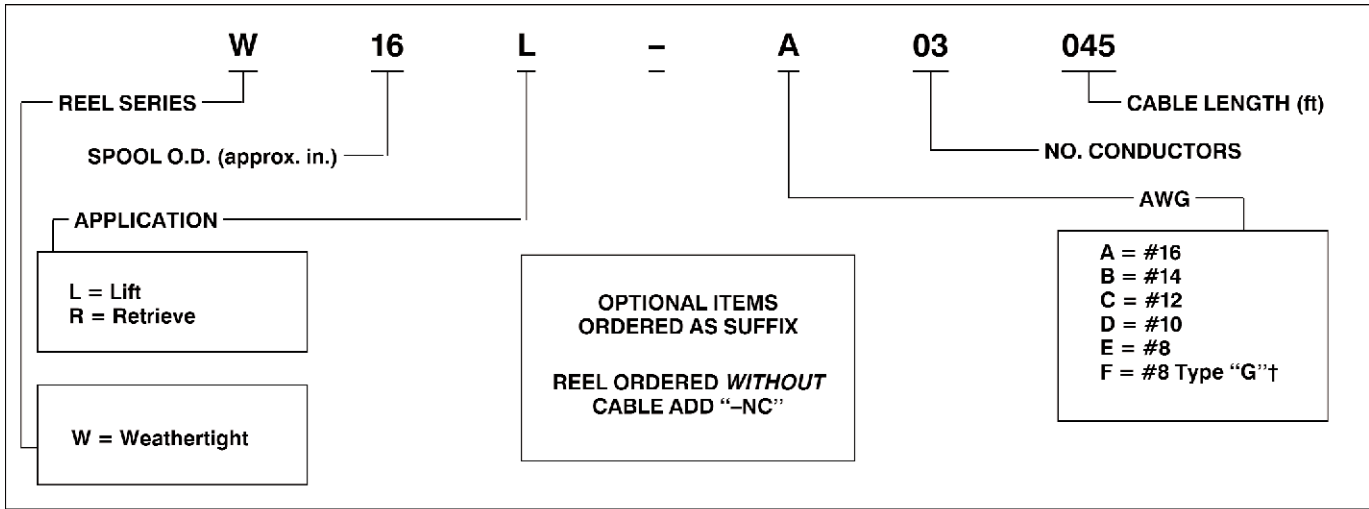 W 16 L – A 03 045
REEL SERIES
CABLE LENGTH (ft)
SPOOL O.D. (approx. in.)
NO. CONDUCTORS
APPLICATION
AWG
L = Lift
R = Retrieve
W = Weathertight
OPTIONAL ITEMS
ORDERED AS SUFFIX
REEL ORDERED WITHOUT
CABLE ADD “–NC”
A = #16
B = #14
C = #12
D = #10
E = #8
F = #8 Type “G”†